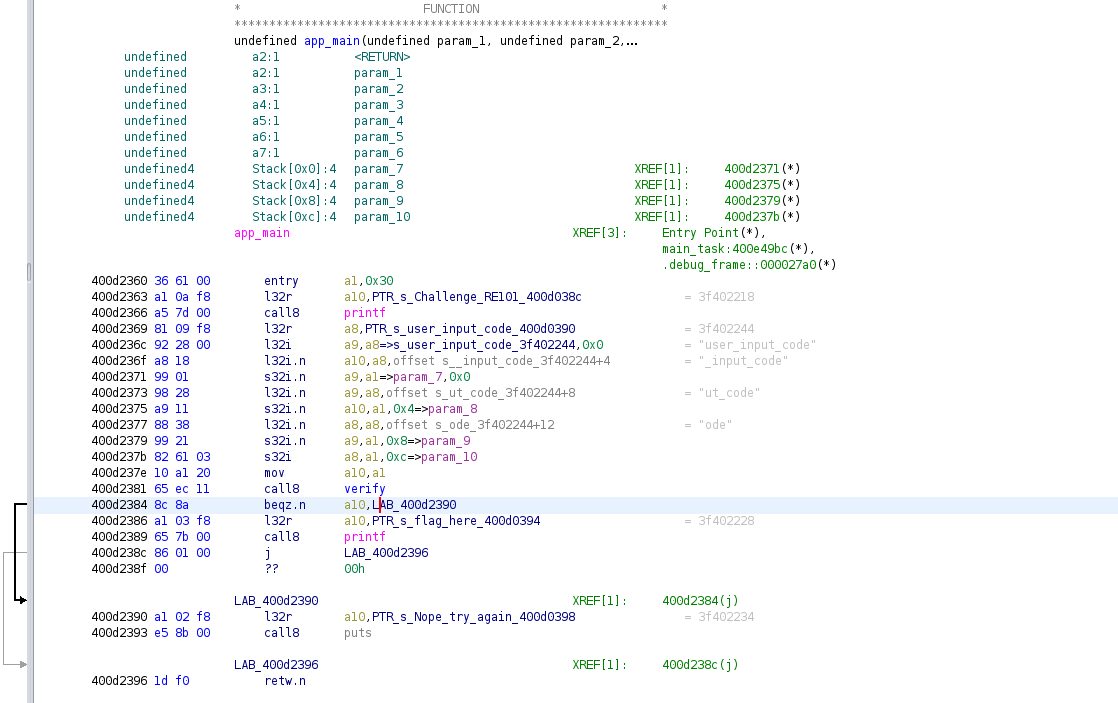 * FUNCTION *
**************************************************************
undefined app_main(undefined param_1, undefined param_2,...
undefined a2:1 <RETURN>
undefined a2:1 param_1
undefined a3:1 param_2
undefined a4:1 param_3
undefined a5:1 param_4
undefined a6:1 param_5
undefined a7:1 param_6
undefined4 Stack[0x0]:4 param_7 XREF[1]: 400d2371(*)
undefined4 Stack[0x4]:4 param_8 XREF[1]: 400d2375(*)
undefined4 Stack[0x8]:4 param_9 XREF[1]: 400d2379(*)
undefined4 Stack[0xc]:4 param_10 XREF[1]: 400d237b(*)
app_main XREF[3]: Entry Point(*),
main_task:400e49bc(*),
.debug_frame::000027a0(*)
400d2360 36 61 00 entry a1,0x30
400d2363 a1 0a f8 l32r a10,PTR_s_Challenge_RE101_400d038c = 3f402218
400d2366 a5 7d 00 call8 printf
400d2369 81 09 f8 l32r a8,PTR_s_user_input_code_400d0390 = 3f402244
400d236c 92 28 00 l32i a9,a8=>s_user_input_code_3f402244,0x0 = "user_input_code"
400d236f a8 18 l32i.n a10,a8,offset s__input_code_3f402244+4 = "_input_code"
400d2371 99 01 s32i.n a9,a1=>param_7,0x0
400d2373 98 28 l32i.n a9,a8,offset s_ut_code_3f402244+8 = "ut_code"
400d2375 a9 11 s32i.n a10,a1,0x4=>param_8
400d2377 88 38 l32i.n a8,a8,offset s_ode_3f402244+12 = "ode"
400d2379 99 21 s32i.n a9,a1,0x8=>param_9
400d237b 82 61 03 s32i a8,a1,0xc=>param_10
400d237e 10 a1 20 mov a10,a1
400d2381 65 ec 11 call8 verify
400d2384 8c 8a beqz.n a10,LAB_400d2390
400d2386 a1 03 f8 l32r a10,PTR_s_flag_here_400d0394 = 3f402228
400d2389 65 7b 00 call8 printf
400d238c 86 01 00 j LAB_400d2396
400d238f 00 ?? 00h
LAB_400d2390 XREF[1]: 400d2384(j)
400d2390 a1 02 f8 l32r a10,PTR_s_Nope_try_again_400d0398 = 3f402234
400d2393 e5 8b 00 call8 puts
LAB_400d2396 XREF[1]: 400d238c(j)
400d2396 1d f0 retw.n